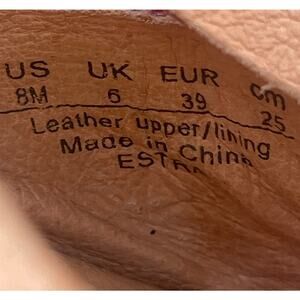 US UK EUR cm
8M 6 39 25
Leather upper/lining
Made in China